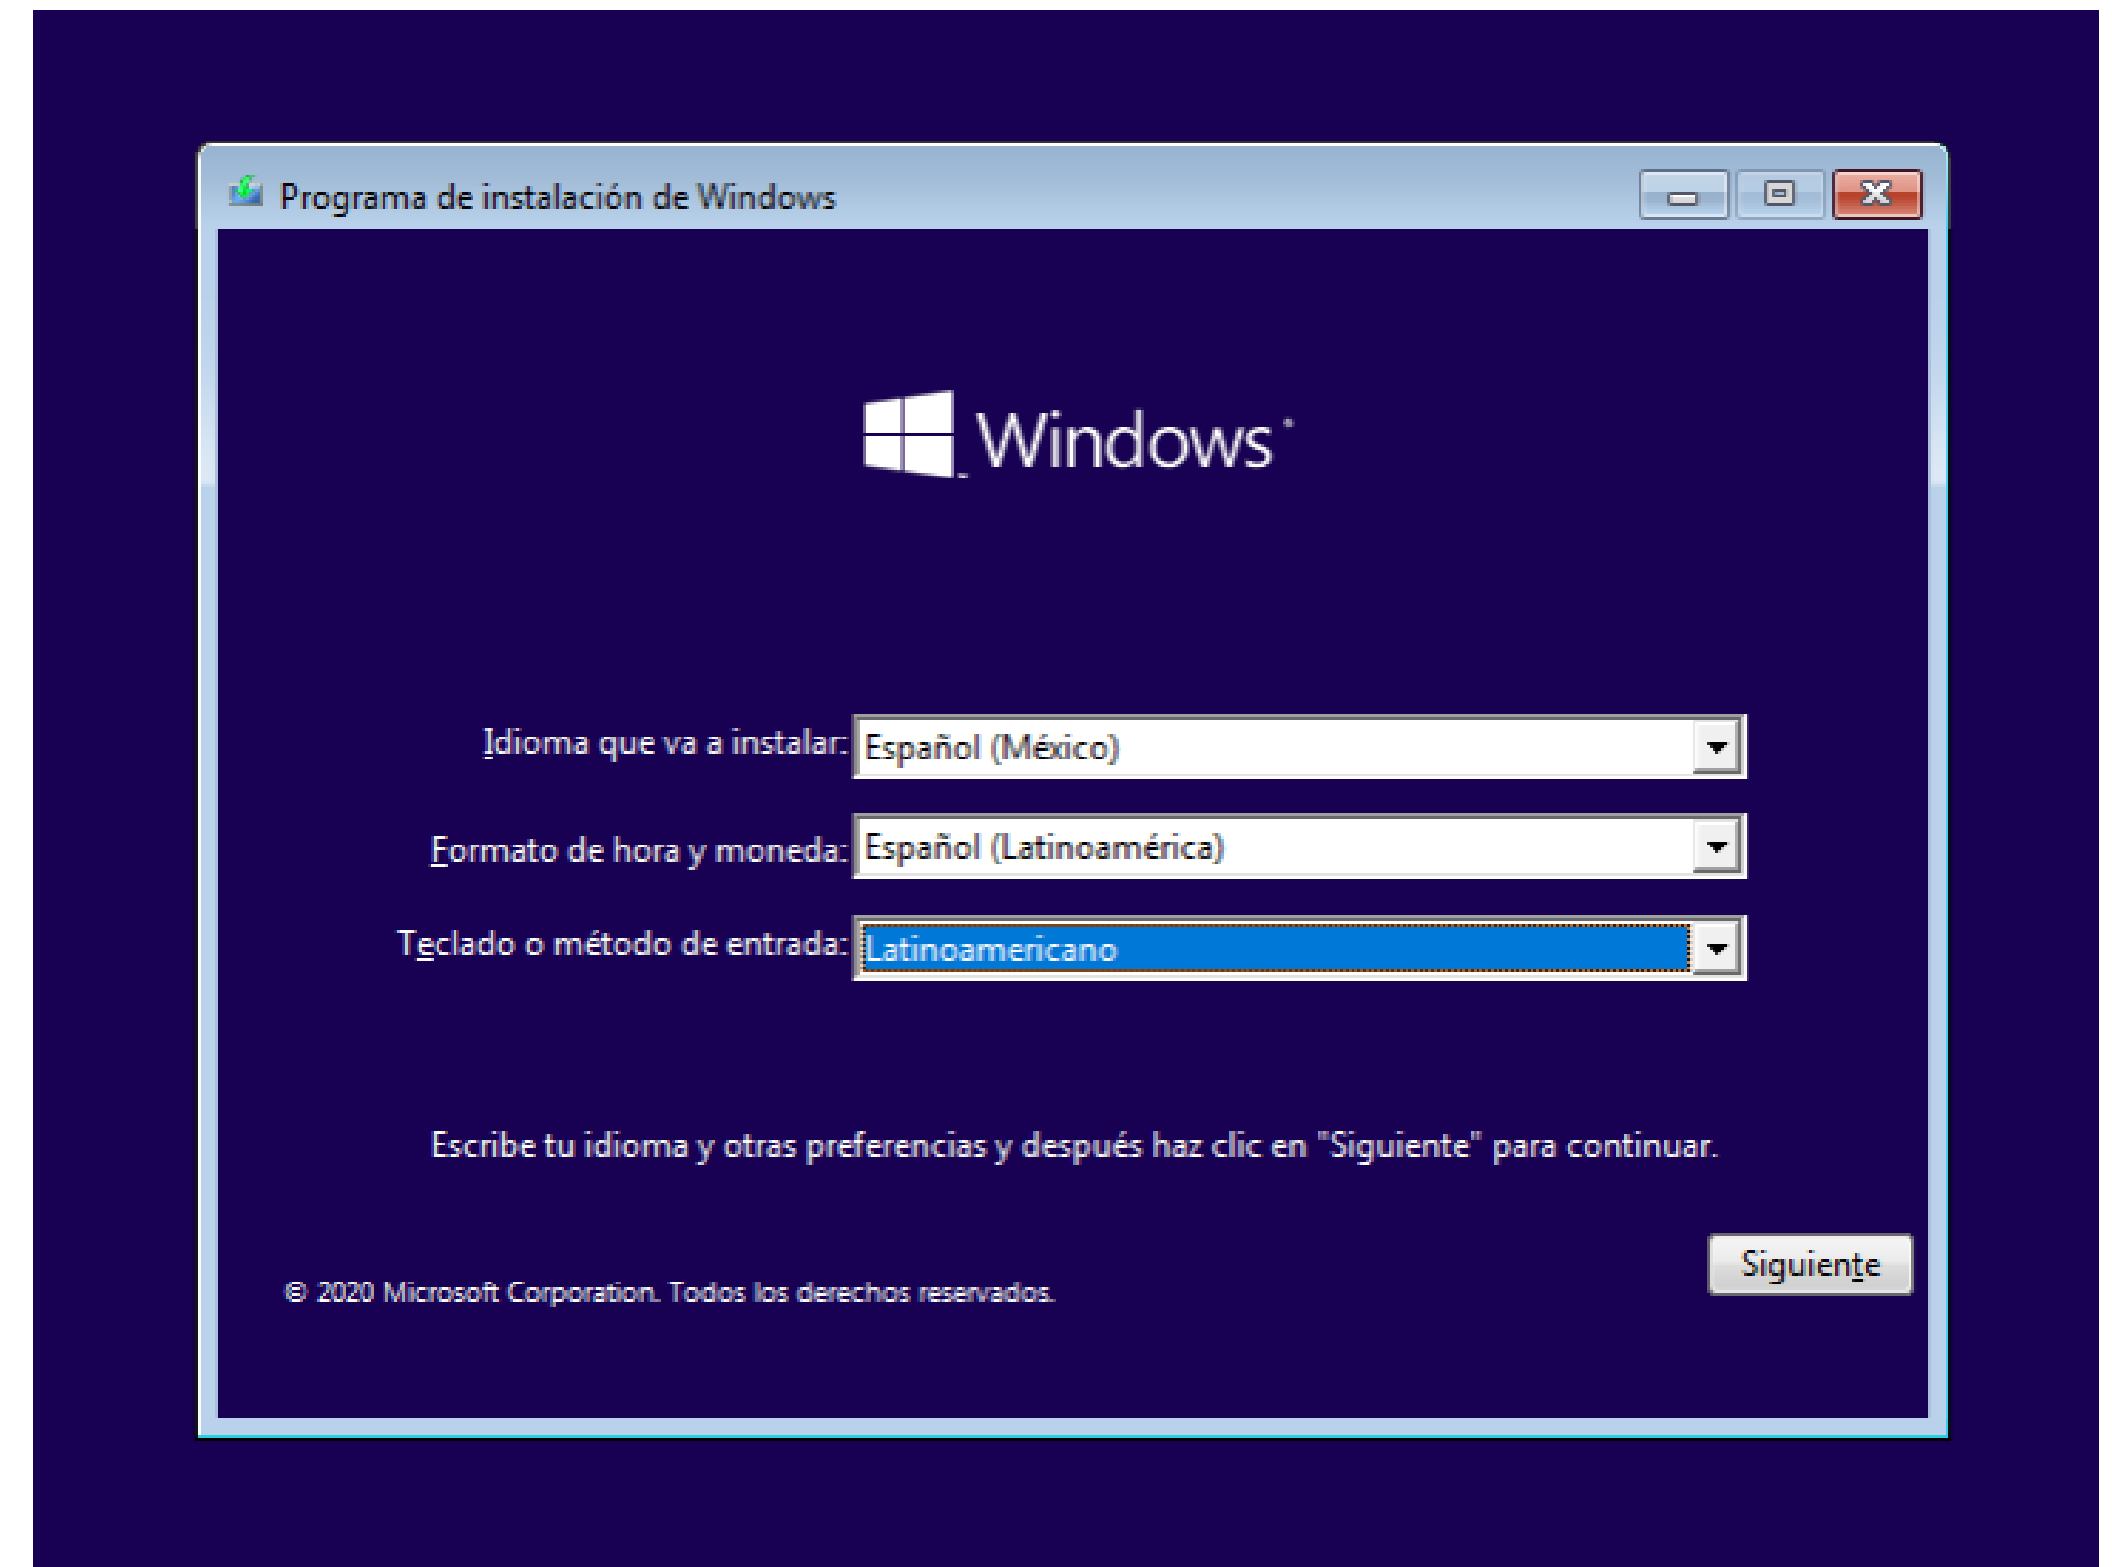 Programa de instalación de Windows
Windows
Idioma que va a instalar: Español (México)
Formato de hora y moneda: Español (Latinoamérica)
Teclado o método de entrada: Latinoamericano
Escribe tu idioma y otras preferencias y después haz clic en "Siguiente" para continuar.
Siguiente
© 2020 Microsoft Corporation. Todos los derechos reservados.